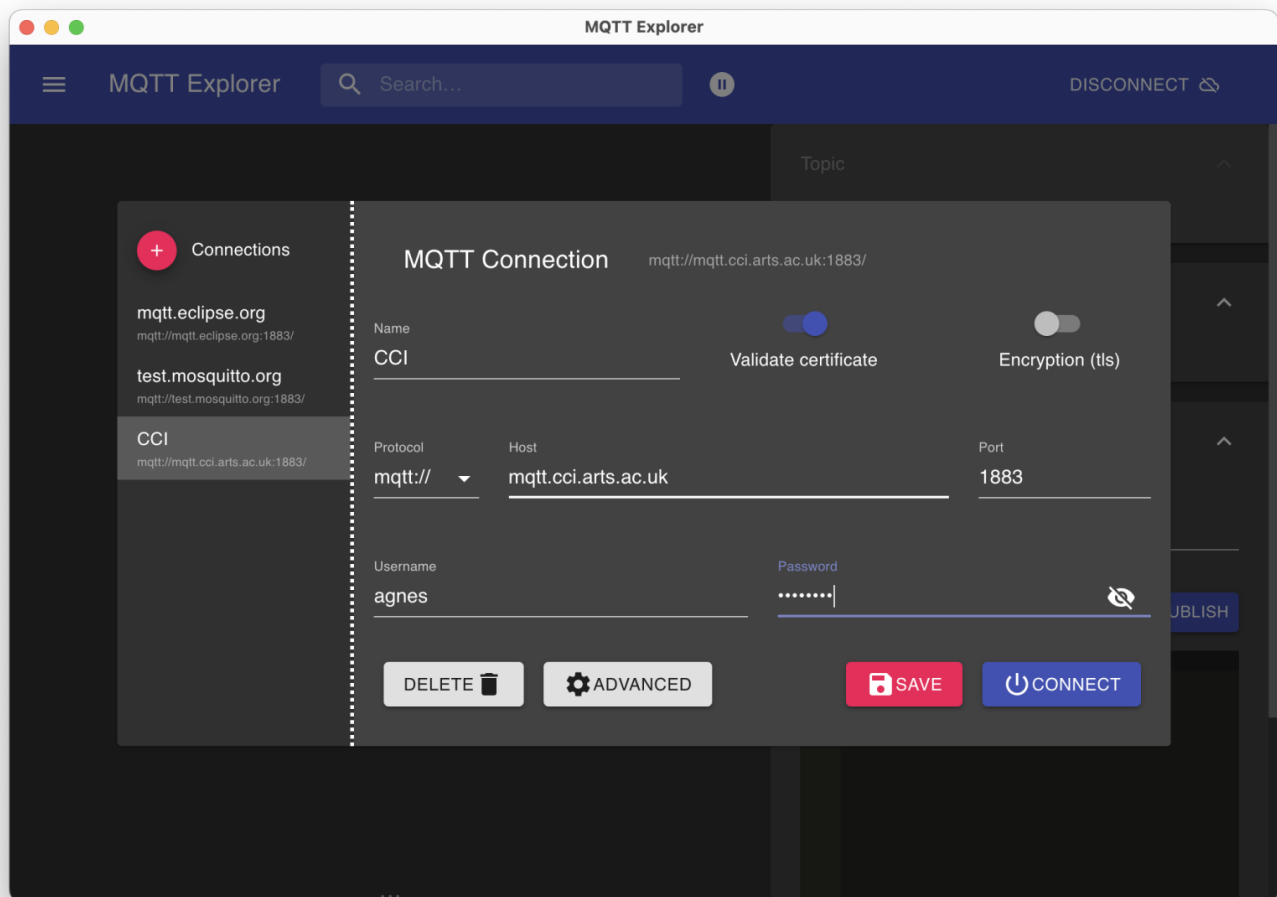 MQTT Explorer
MQTT Explorer
Search...
DISCONNECT
Topic
Connections
mqtt.eclipse.org
mqtt://mqtt.eclipse.org:1883/
test.mosquitto.org
mqtt://test.mosquitto.org:1883/
CCI
mqtt://mqtt.cci.arts.ac.uk:1883/
MQTT Connection mqtt://mqtt.cci.arts.ac.uk:1883/
Name
CCI
Validate certificate
Encryption (tls)
Protocol Host Port
mqtt:// mqtt.cci.arts.ac.uk 1883
Username Password
agnes ••••••••
DELETE ADVANCED SAVE CONNECT
UBLISH